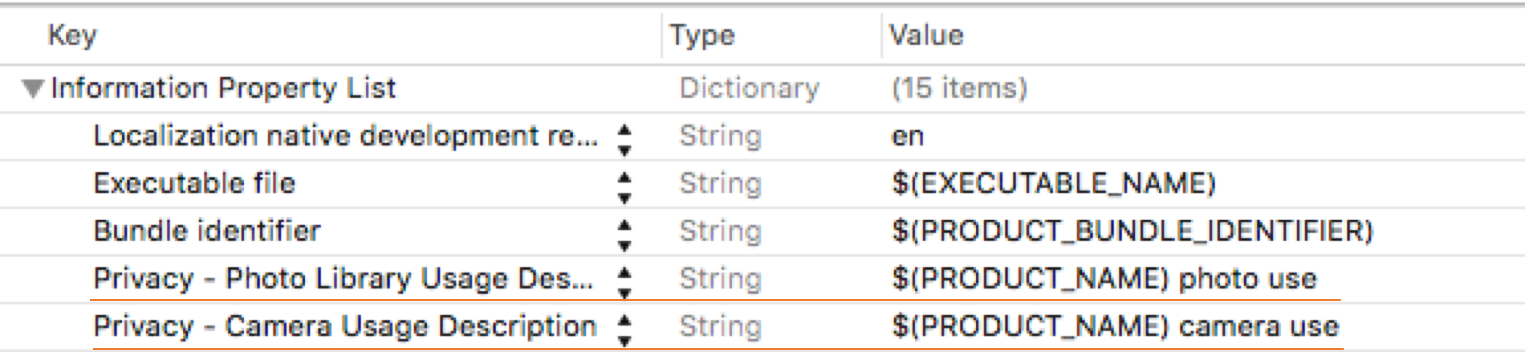 Key Type Value
Information Property List Dictionary (15 items)
Localization native development re... String en
Executable file String $(EXECUTABLE_NAME)
Bundle identifier String $(PRODUCT_BUNDLE_IDENTIFIER)
Privacy - Photo Library Usage Des... String $(PRODUCT_NAME) photo use
Privacy - Camera Usage Description String $(PRODUCT_NAME) camera use